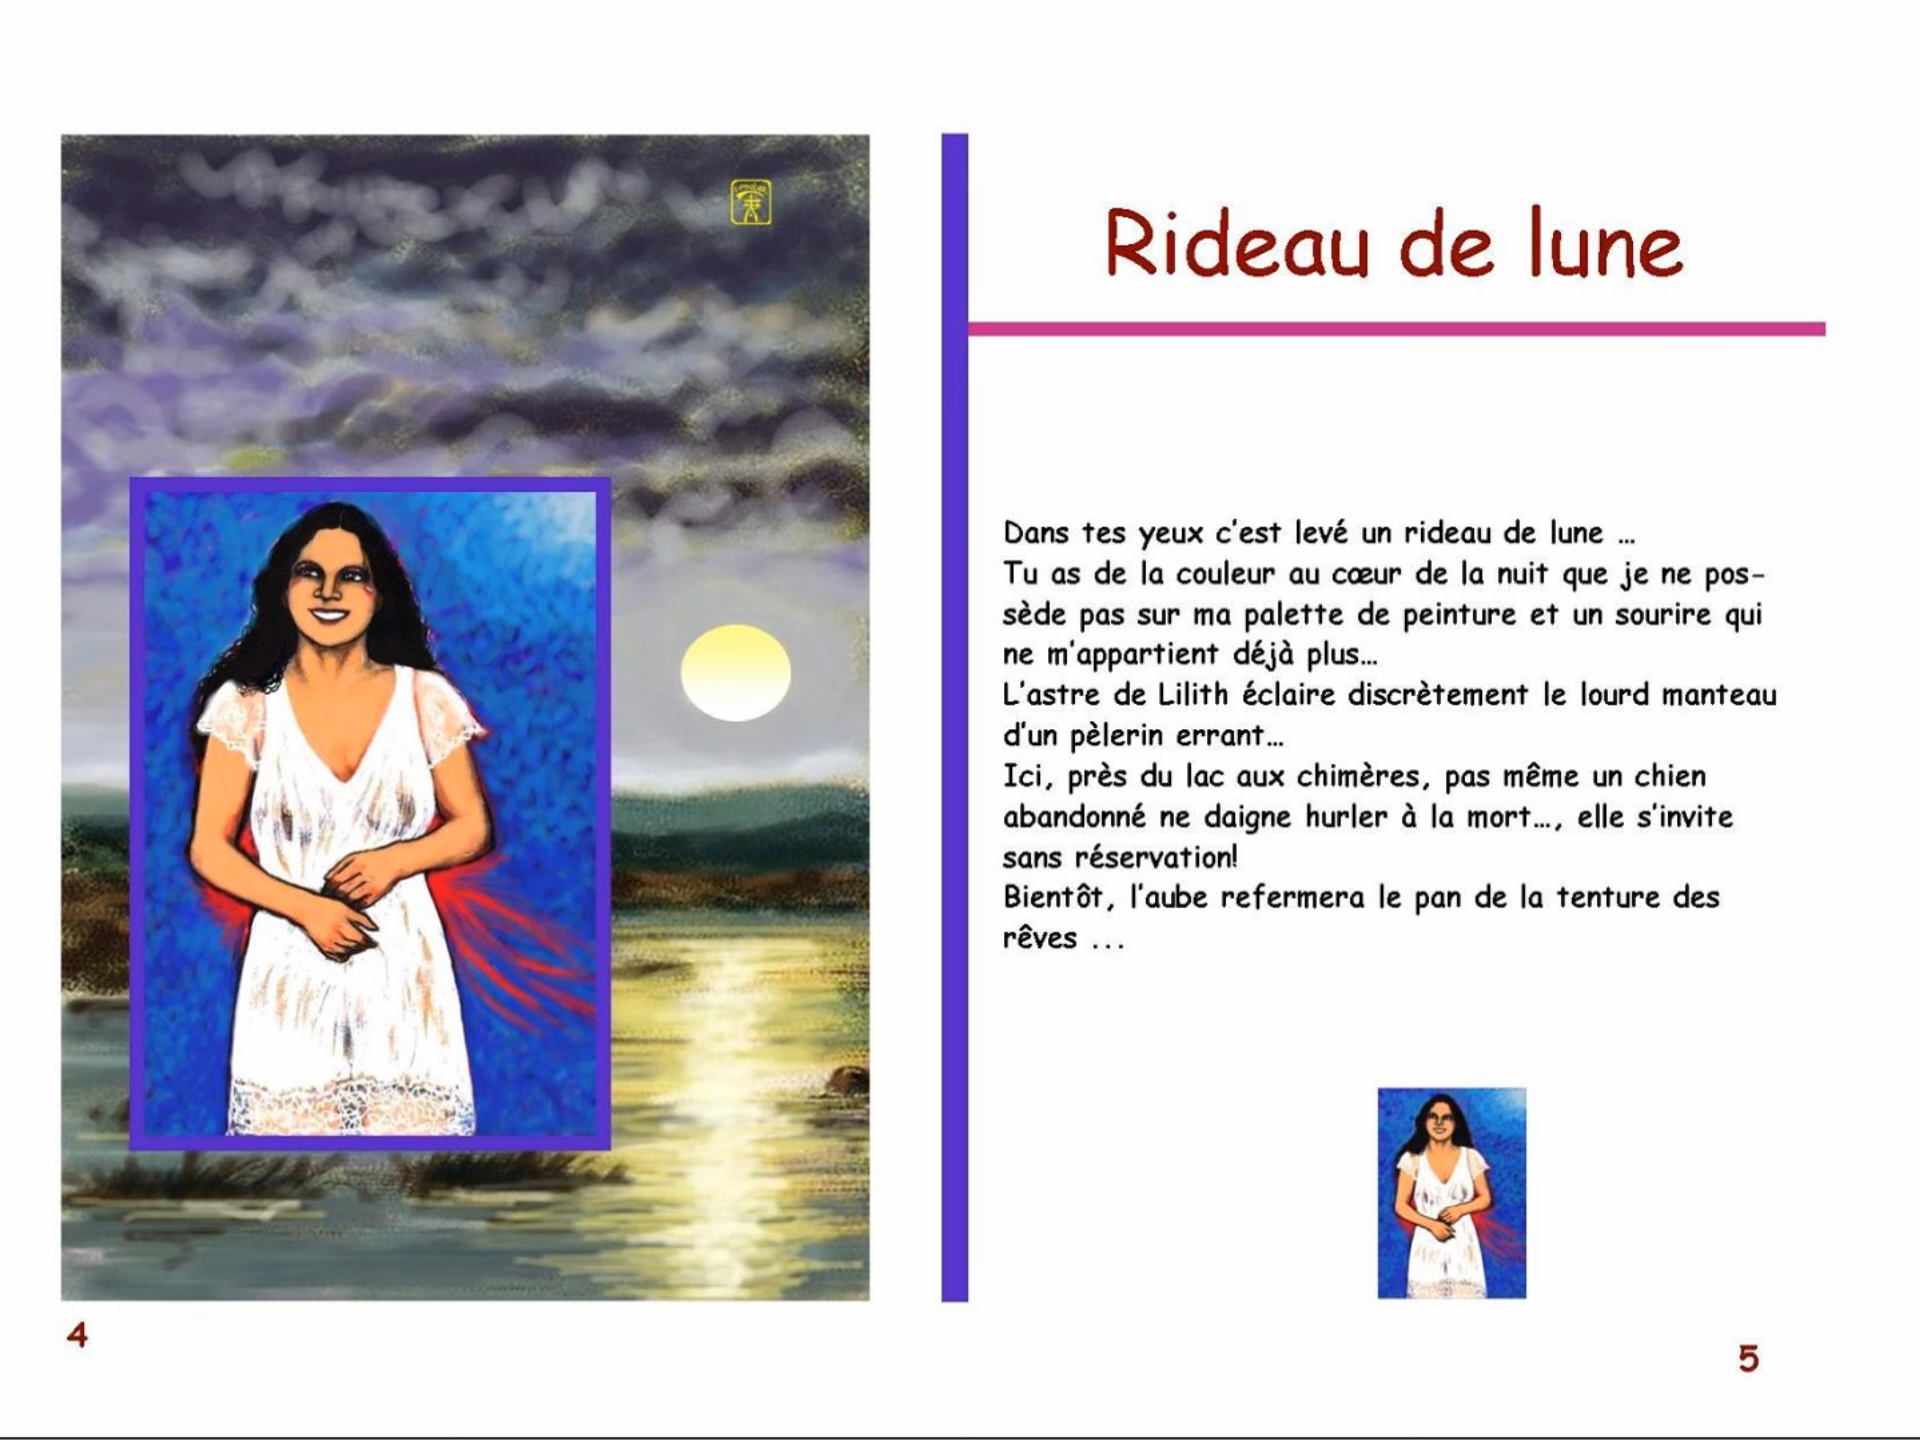 Rideau de lune
Dans tes yeux c'est levé un rideau de lune ...
Tu as de la couleur au cœur de la nuit que je ne pos-
sède pas sur ma palette de peinture et un sourire qui
ne m'appartient déjà plus...
L'astre de Lilith éclaire discrètement le lourd manteau
d'un pèlerin errant...
Ici, près du lac aux chimères, pas même un chien
abandonné ne daigne hurler à la mort..., elle s'invite
sans réservation!
Bientôt, l'aube refermera le pan de la tenture des
rêves ...
4
5